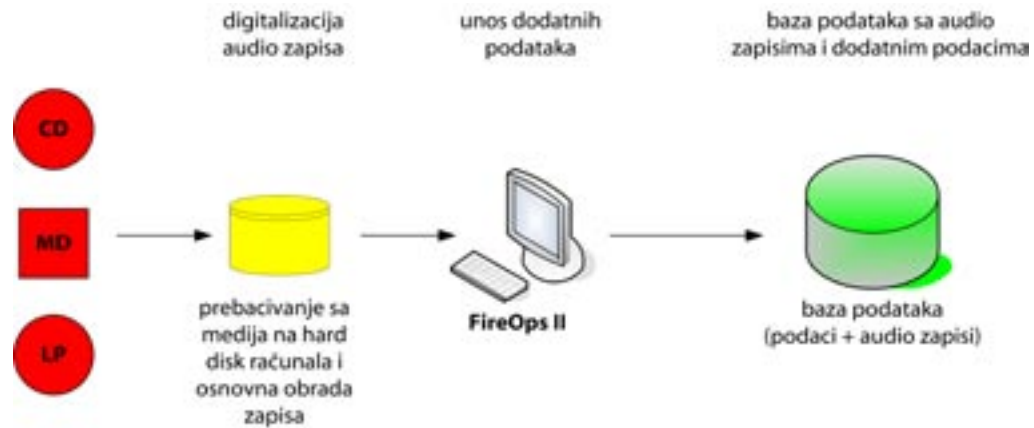 digitalizacija
audio zapisa
unos dodatnih
podataka
baza podataka sa audio
zapisima i dodatnim podacima
CD
MD
LP
prebacivanje sa
medija na hard
disk računala i
osnovna obrada
zapisa
FireOps II
baza podataka
(podaci + audio zapisi)